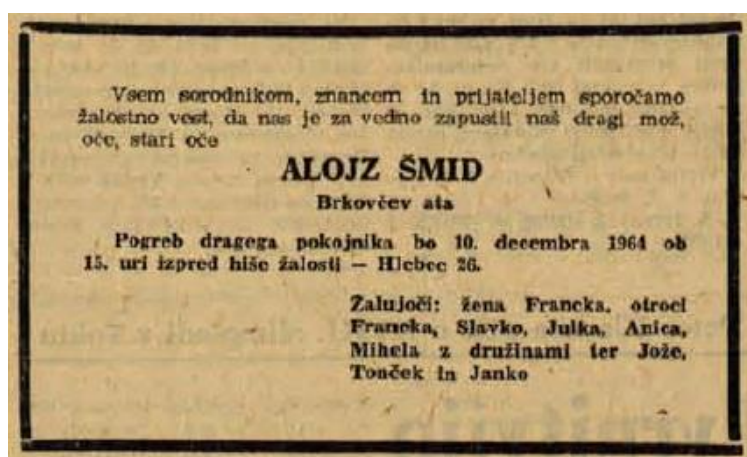 Vsem sorodnikom, znancem in prijateljem sporočamo
žalostno vest, da nas je za vedno zapustil naš dragi mož,
oče, stari oče
ALOJZ ŠMID
Brkovčev ata
Pogreb dragega pokojnika bo 10. decembra 1964 ob
15. uri izpred hiše žalosti — Hlebce 26.
Žalujoči: žena Francka, otroci
Francka, Slavko, Julka, Anica,
Mihela z družinami ter Jože,
Tonček in Janko